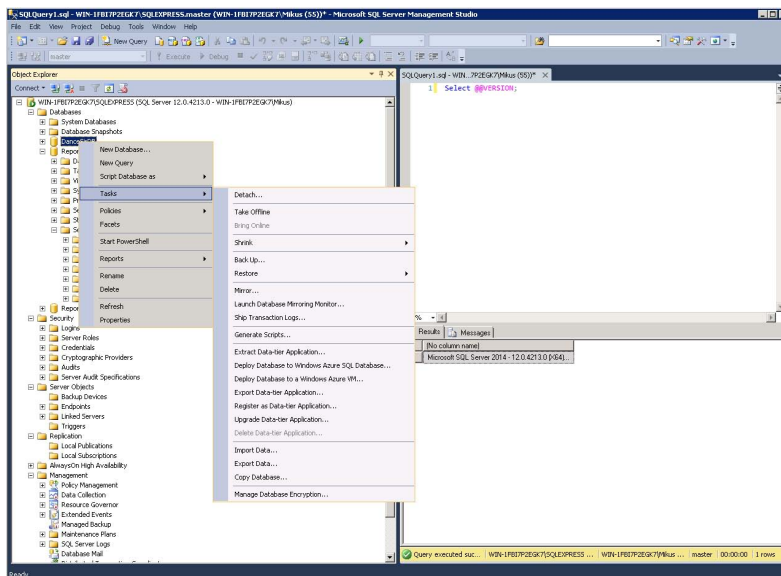 SQLQuery1.sql - WIN-1FBI7P2EGK7\SQLEXPRESS.master (WIN-1FBI7P2EGK7\Mikus (55))* - Microsoft SQL Server Management Studio
File Edit View Project Debug Tools Window Help
New Query
master
Execute Debug
Object Explorer
SQLQuery1.sql - WIN...7P2EGK7\Mikus (55))*
Connect
1 Select @@VERSION;
WIN-1FBI7P2EGK7\SQLEXPRESS (SQL Server 12.0.4213.0 - WIN-1FBI7P2EGK7\Mikus)
Databases
System Databases
Database Snapshots
Repor
Security
Logins
Server Roles
Credentials
Cryptographic Providers
Audits
Server Audit Specifications
Server Objects
Backup Devices
Endpoints
Linked Servers
Triggers
Replication
Local Publications
Local Subscriptions
AlwaysOn High Availability
Management
Policy Management
Data Collection
Resource Governor
Extended Events
Managed Backup
Maintenance Plans
SQL Server Logs
Database Mail
New Database...
New Query
Script Database as
Tasks
Policies
Facets
Start PowerShell
Reports
Rename
Delete
Refresh
Properties
Detach...
Take Offline
Bring Online
Shrink
Back Up...
Restore
Mirror...
Launch Database Mirroring Monitor...
Ship Transaction Logs...
Generate Scripts...
Extract Data-tier Application...
Deploy Database to Windows Azure SQL Database...
Deploy Database to a Windows Azure VM...
Export Data-tier Application...
Register as Data-tier Application...
Upgrade Data-tier Application...
Delete Data-tier Application...
Import Data...
Export Data...
Copy Database...
Manage Database Encryption...
%
Results Messages
(No column name)
Microsoft SQL Server 2014 - 12.0.4213.0 (X64)...
Query executed suc... WIN-1FBI7P2EGK7\SQLEXPRESS ... WIN-1FBI7P2EGK7\Mikus ... master 00:00:00 1 rows
Ready